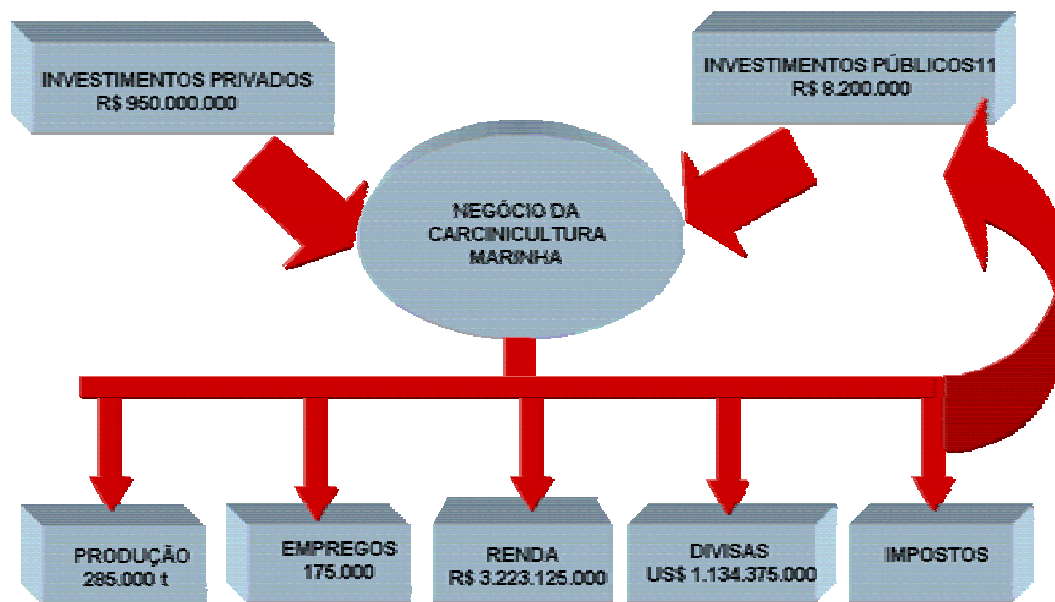 INVESTIMENTOS PRIVADOS
R$ 950.000.000
INVESTIMENTOS PÚBLICOS11
R$ 8.200.000
NEGÓCIO DA
CARCINICULTURA
MARINHA
PRODUÇÃO
285.000 t
EMPREGOS
175.000
RENDA
R$ 3.223.125.000
DIVISAS
US$ 1.134.375.000
IMPOSTOS